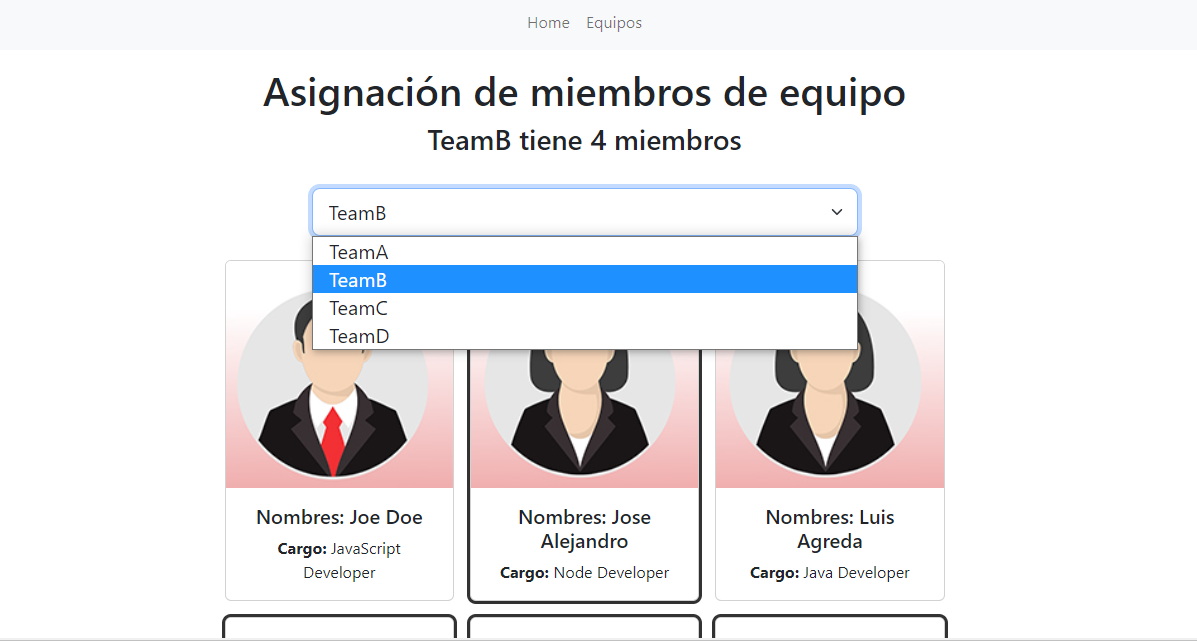 Home Equipos
Asignación de miembros de equipo
TeamB tiene 4 miembros
TeamB
TeamA
TeamB
TeamC
TeamD
Nombres: Joe Doe
Cargo: JavaScript
Developer
Nombres: Jose
Alejandro
Cargo: Node Developer
Nombres: Luis
Agreda
Cargo: Java Developer